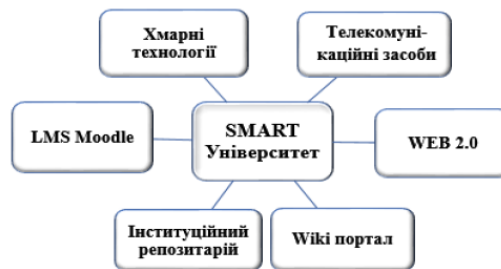 Хмарні
технології
Телекомуні-
каційні засоби
LMS Moodle
SMART
Університет
WEB 2.0
Інституційний
репозитарій
Wiki портал